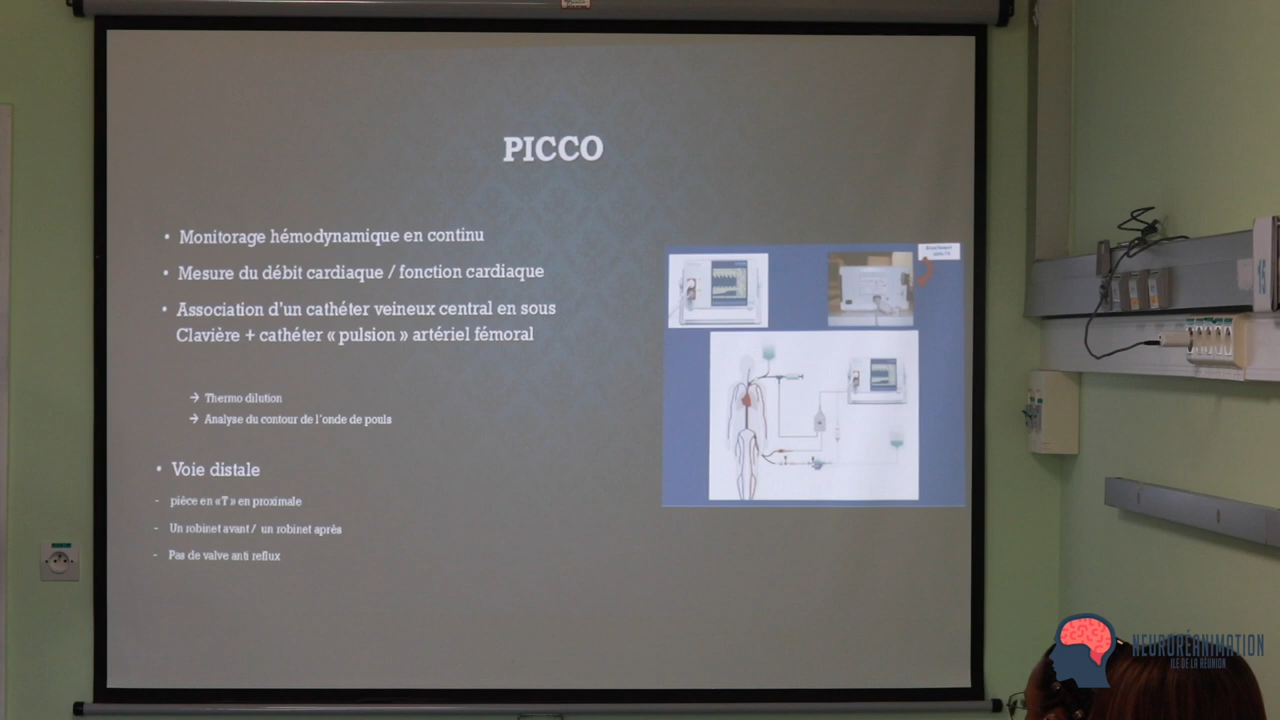 PICCO
• Monitorage hémodynamique en continu
• Mesure du débit cardiaque / fonction cardiaque
• Association d'un cathéter veineux central en sous
Clavière + cathéter « pulsion » artériel fémoral
→ Thermo dilution
→ Analyse du contour de l'onde de pouls
• Voie distale
- pièce en «T » en proximale
- Un robinet avant / un robinet après
- Pas de valve anti reflux
15
NEURORÉANIMATION
ILE DE LA RÉUNION